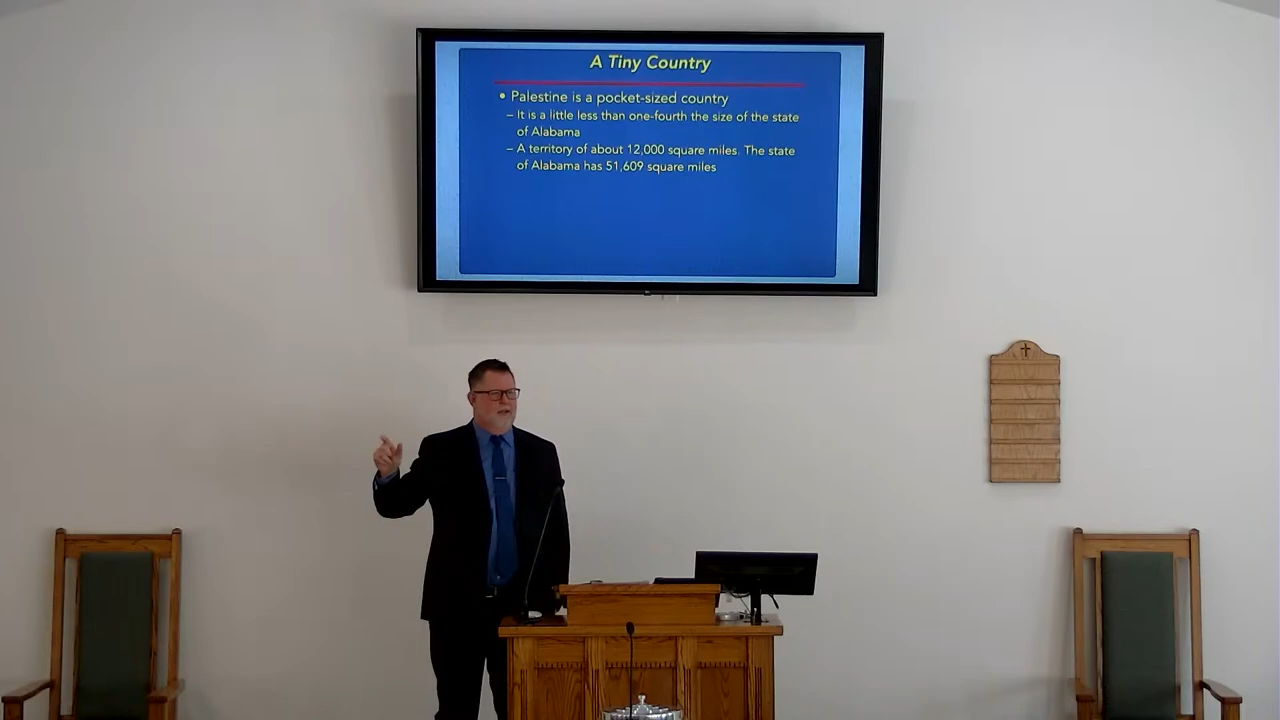 A Tiny Country
• Palestine is a pocket-sized country
– It is a little less than one-fourth the size of the state
of Alabama
– A territory of about 12,000 square miles. The state
of Alabama has 51,609 square miles